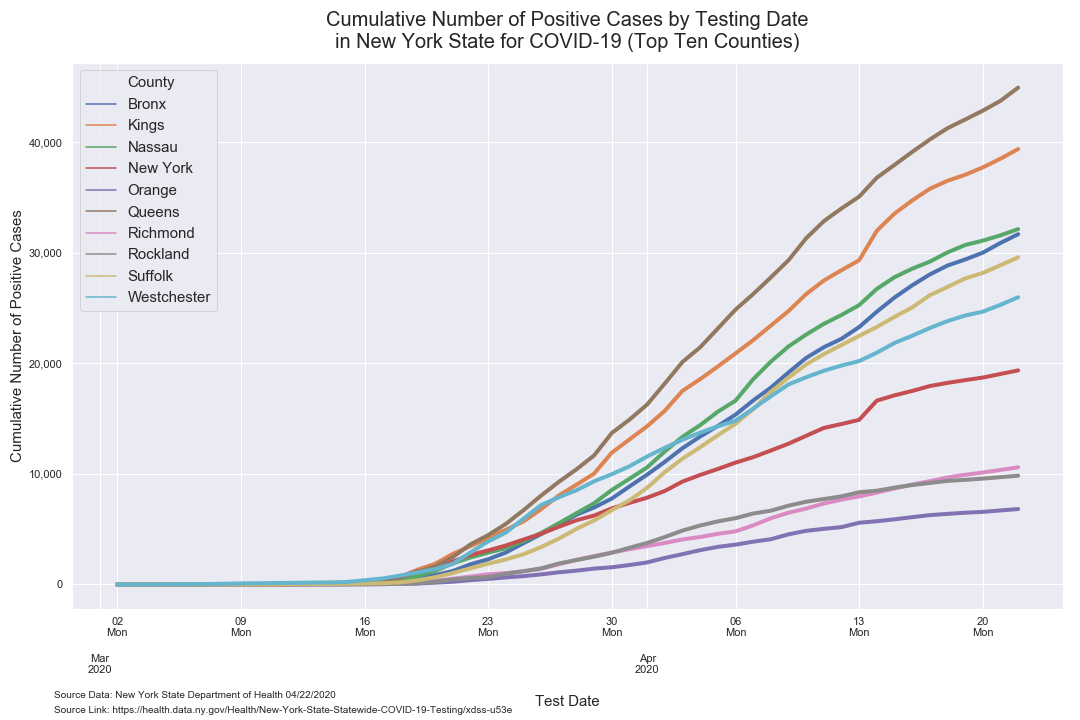 Cumulative Number of Positive Cases by Testing Date
in New York State for COVID-19 (Top Ten Counties)
County
Bronx
Kings
Nassau
New York
Orange
Queens
Richmond
Rockland
Suffolk
Westchester
Cumulative Number of Positive Cases
40,000
30,000
20,000
10,000
0
02 09 16 23 30 06 13 20
Mon Mon Mon Mon Mon Mon Mon Mon
Mar Apr
2020 2020
Test Date
Source Data: New York State Department of Health 04/22/2020
Source Link: https://health.data.ny.gov/Health/New-York-State-Statewide-COVID-19-Testing/xdss-u53e